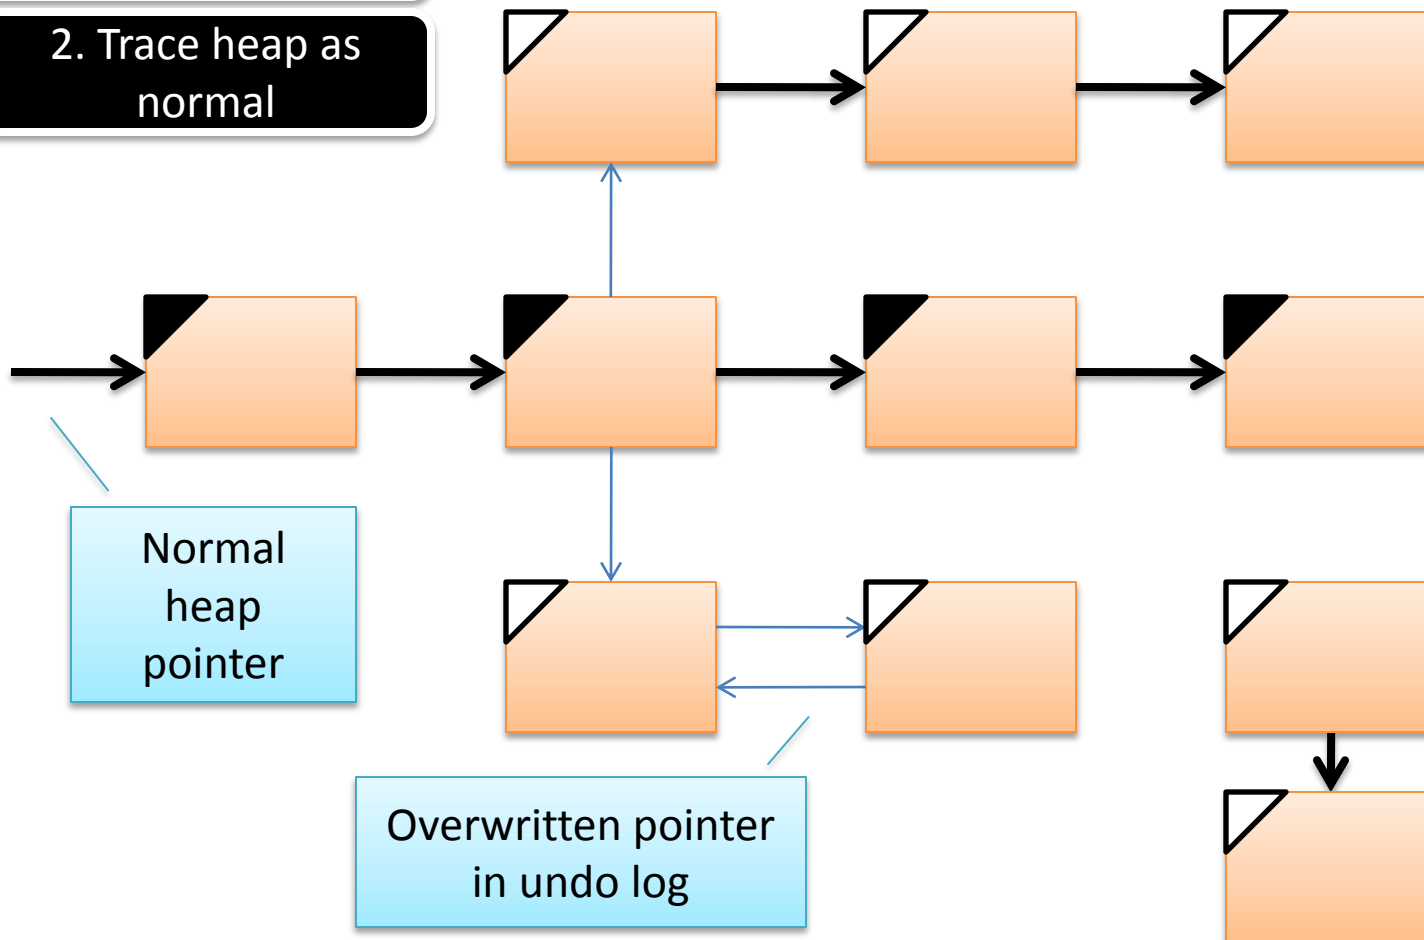 2. Trace heap as
normal
Normal
heap
pointer
Overwritten pointer
in undo log